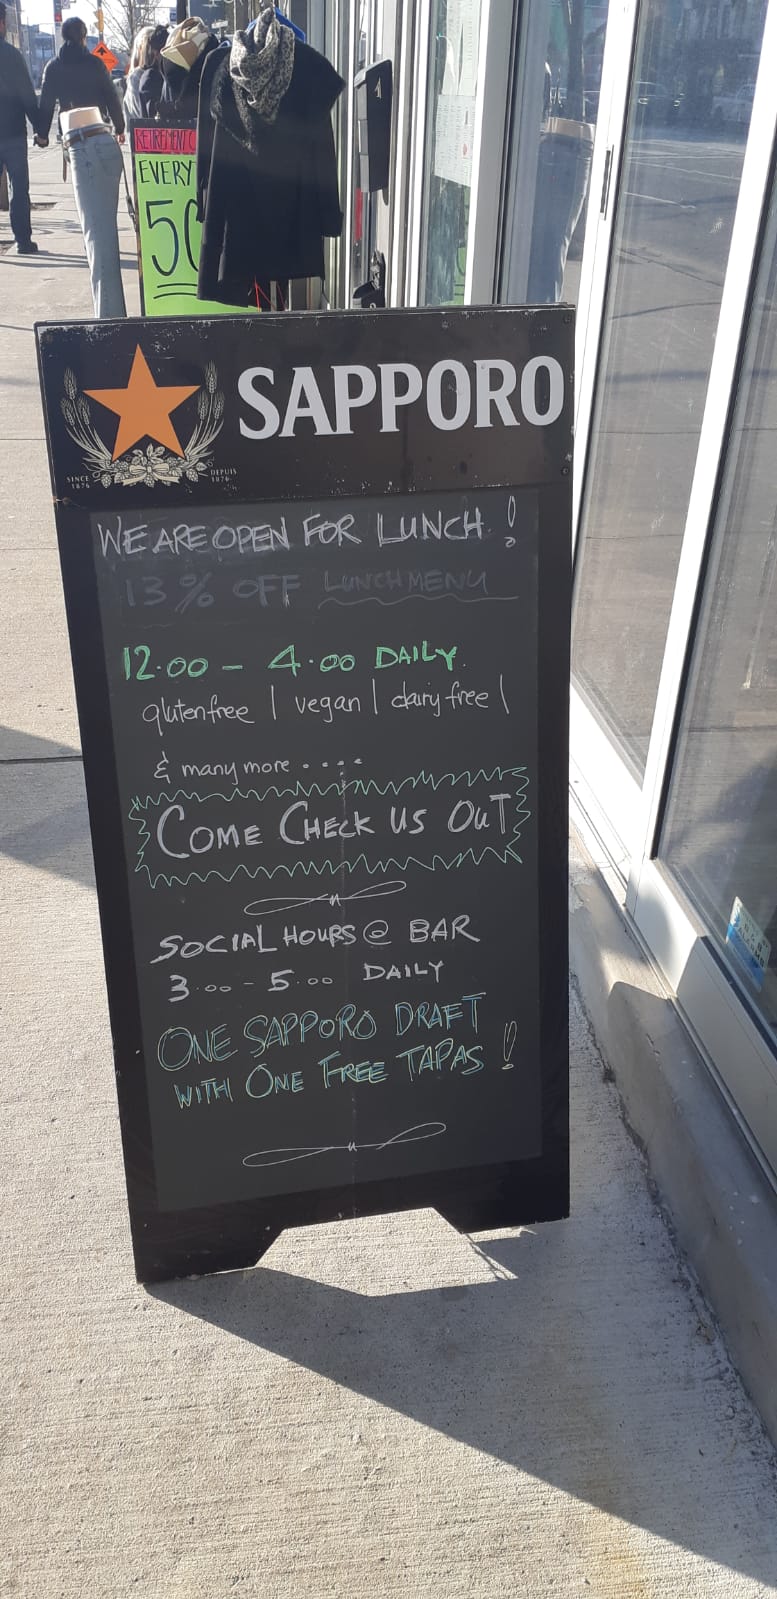 RETIREMENT
EVERY
50
SAPPORO
SINCE
1876
DEPUIS
1876
WE ARE OPEN FOR LUNCH !
13% OFF LUNCH MENU
12.00 - 4.00 DAILY.
glutenfree | vegan | dairy free |
& many more ....
COME CHECK US OUT
SOCIAL HOURS @ BAR
3.00 - 5.00 DAILY
ONE SAPPORO DRAFT
WITH ONE FREE TAPAS !